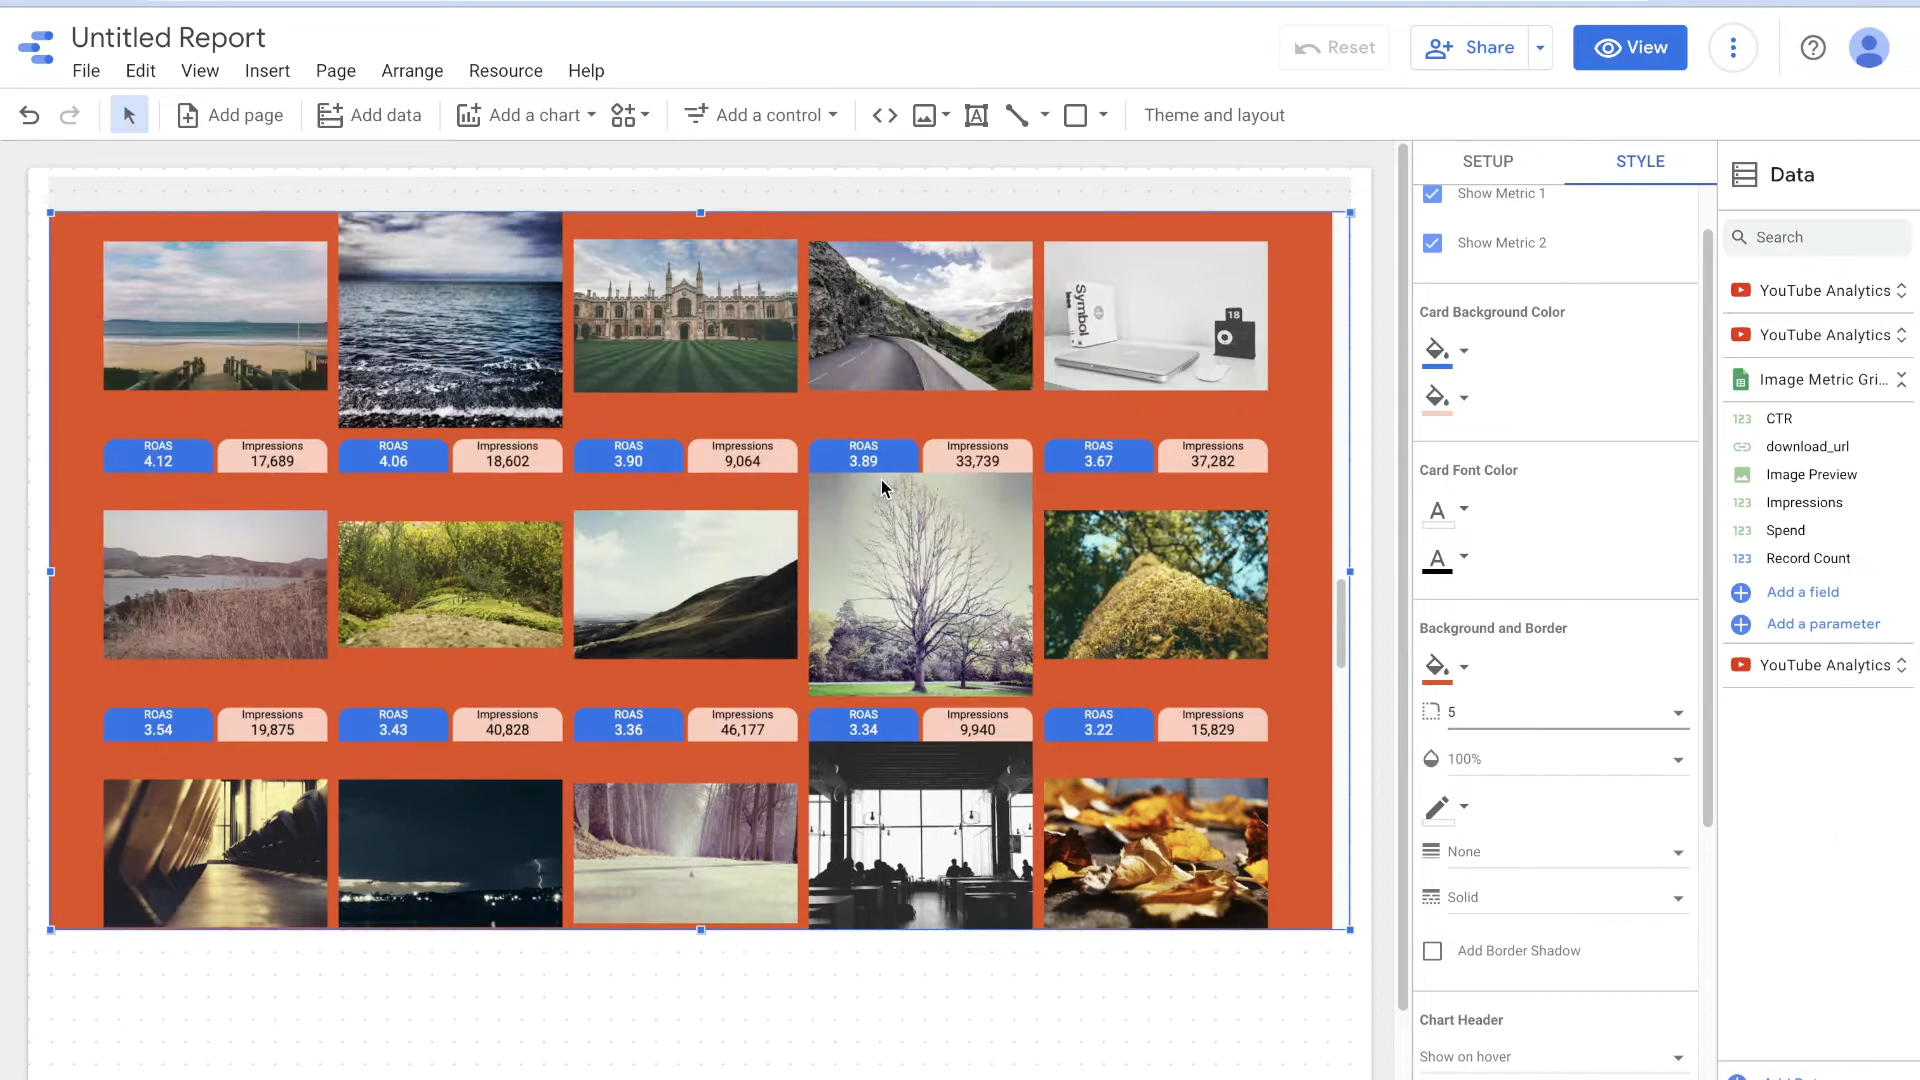 Untitled Report
Reset
Share
View
File Edit View Insert Page Arrange Resource Help
Add page
Add data
Add a chart
Add a control
Theme and layout
SETUP
STYLE
Show Metric 1
Show Metric 2
Card Background Color
Card Font Color
A
A
Background and Border
5
100%
None
Solid
Add Border Shadow
Chart Header
Show on hover
Data
Search
YouTube Analytics
YouTube Analytics
Image Metric Gri...
123 CTR
download_url
Image Preview
123 Impressions
123 Spend
123 Record Count
Add a field
Add a parameter
YouTube Analytics
Symbol
18
ROAS Impressions ROAS Impressions ROAS Impressions ROAS Impressions ROAS Impressions
4.12 17,689 4.06 18,602 3.90 9,064 3.89 33,739 3.67 37,282
ROAS Impressions ROAS Impressions ROAS Impressions ROAS Impressions ROAS Impressions
3.54 19,875 3.43 40,828 3.36 46,177 3.34 9,940 3.22 15,829